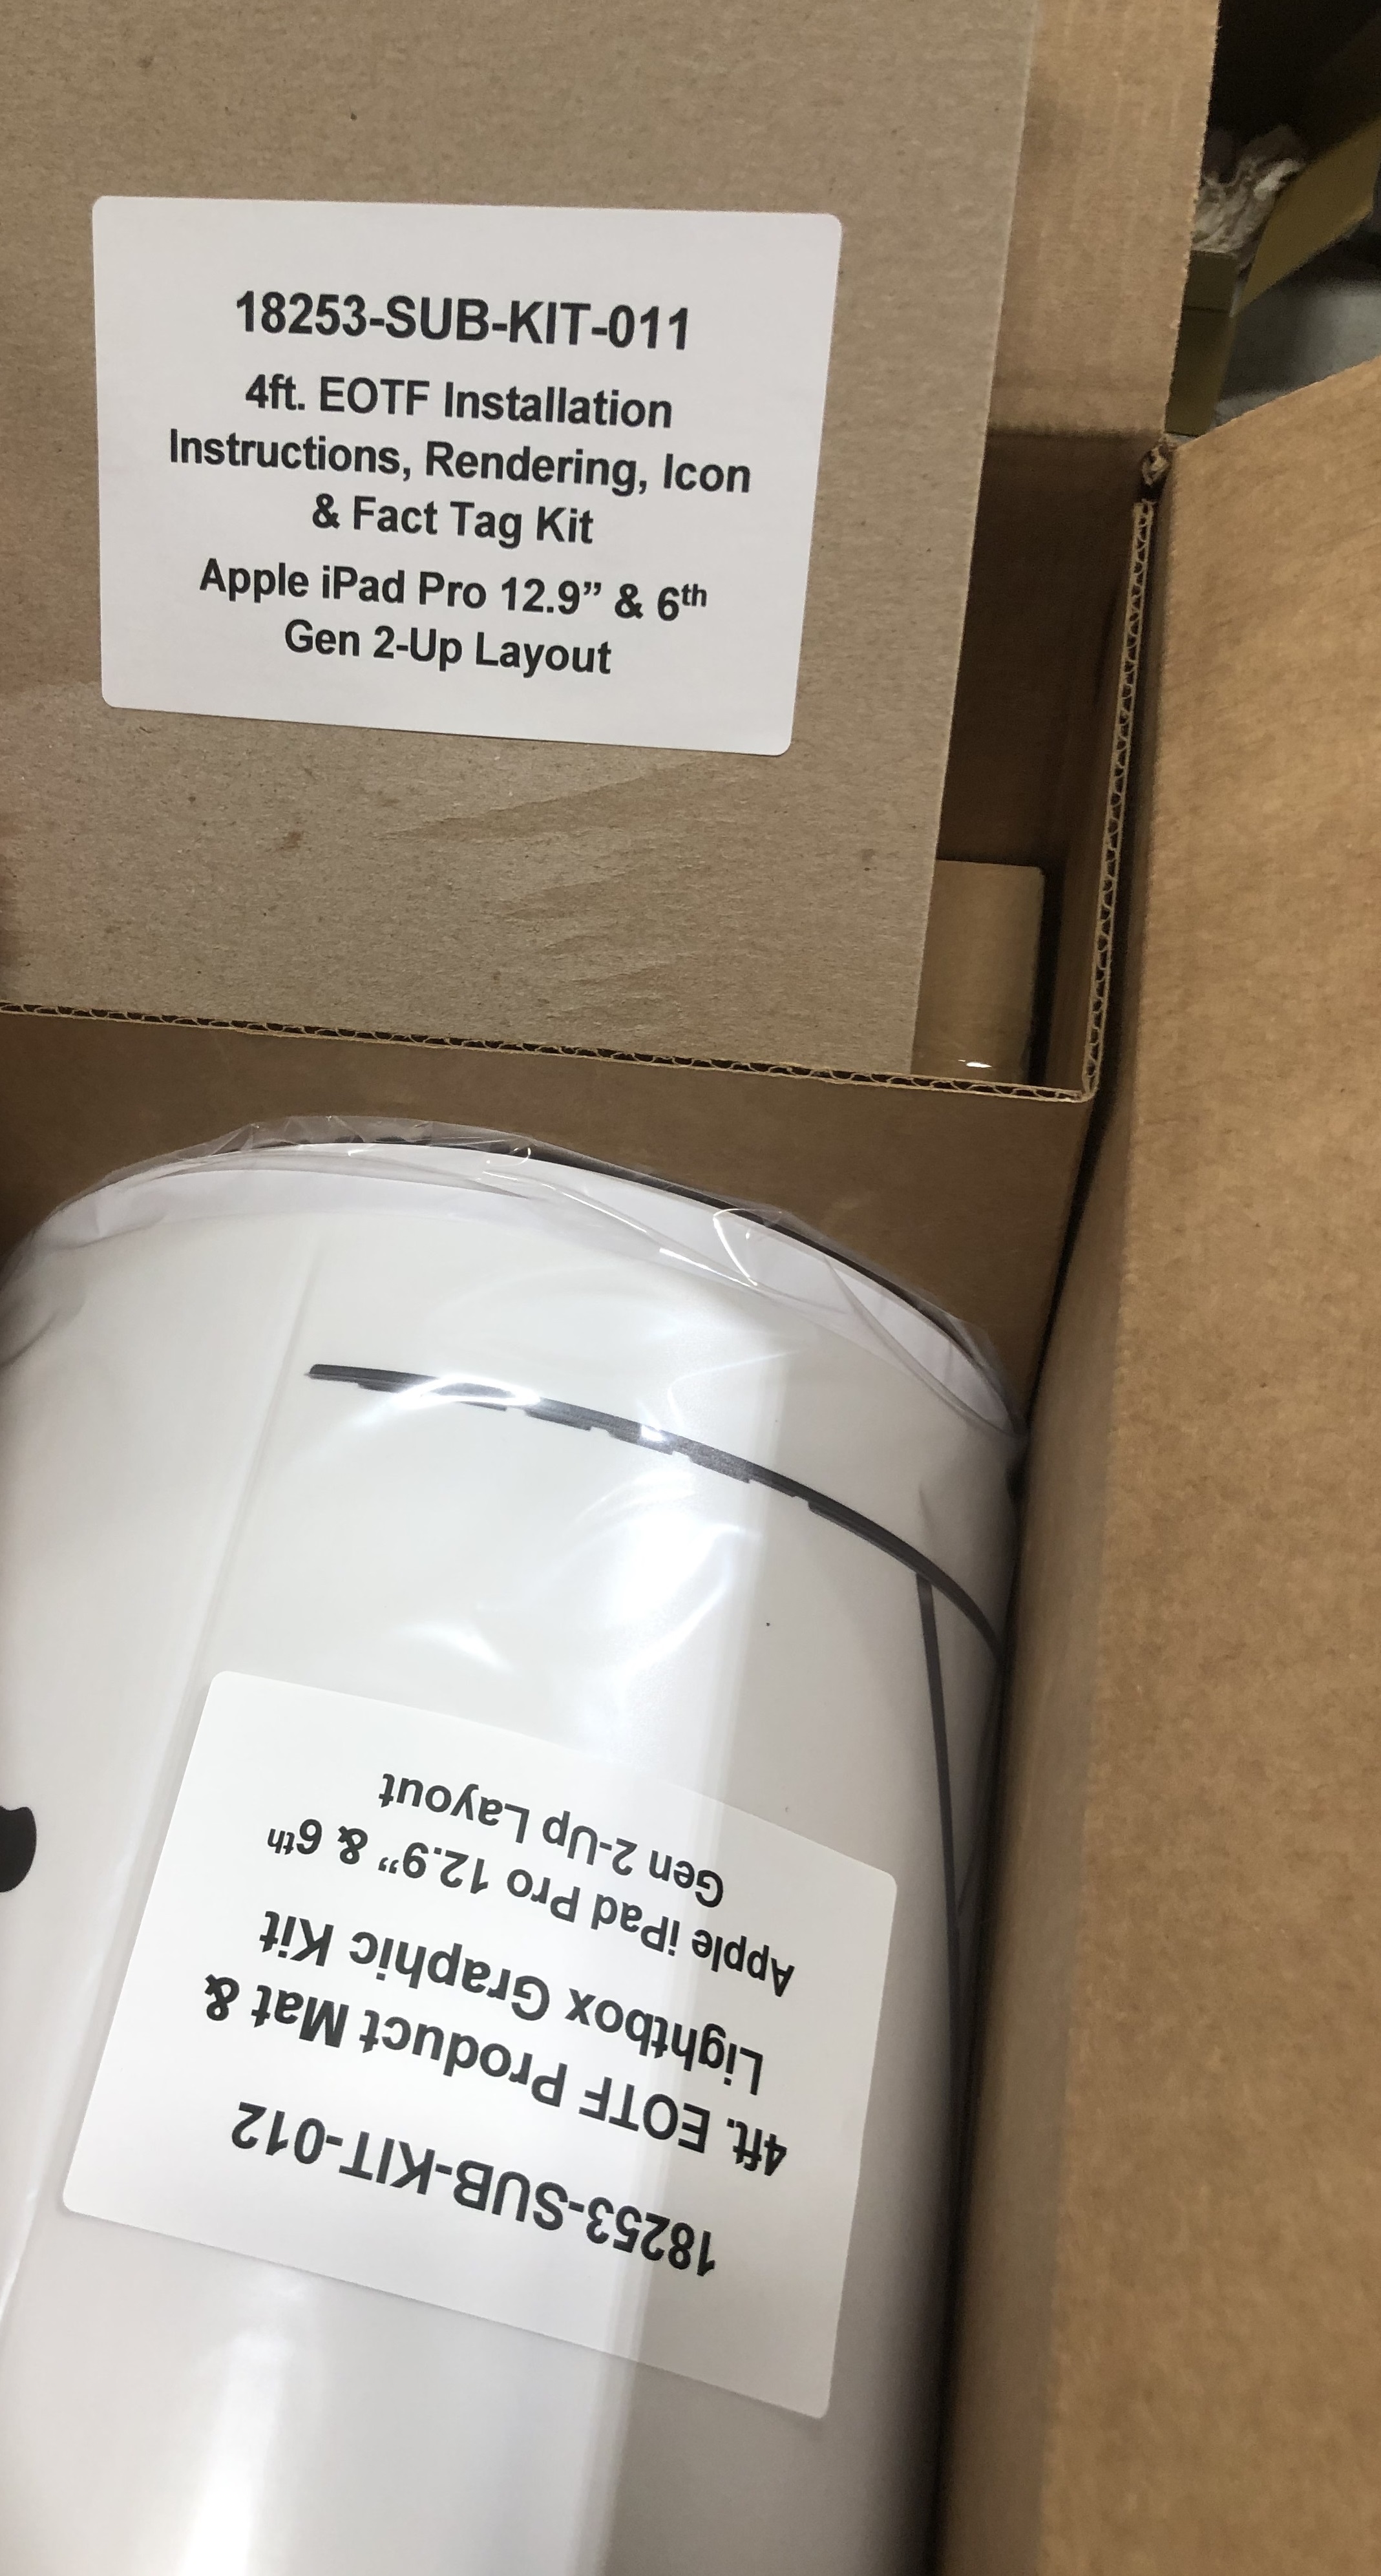 18253-SUB-KIT-011
4ft. EOTF Installation
Instructions, Rendering, Icon
& Fact Tag Kit
Apple iPad Pro 12.9” & 6th
Gen 2-Up Layout
18253-SUB-KIT-012
4ft. EOTF Product Mat &
Lightbox Graphic Kit
Apple iPad Pro 12.9” & 6th
Gen 2-Up Layout